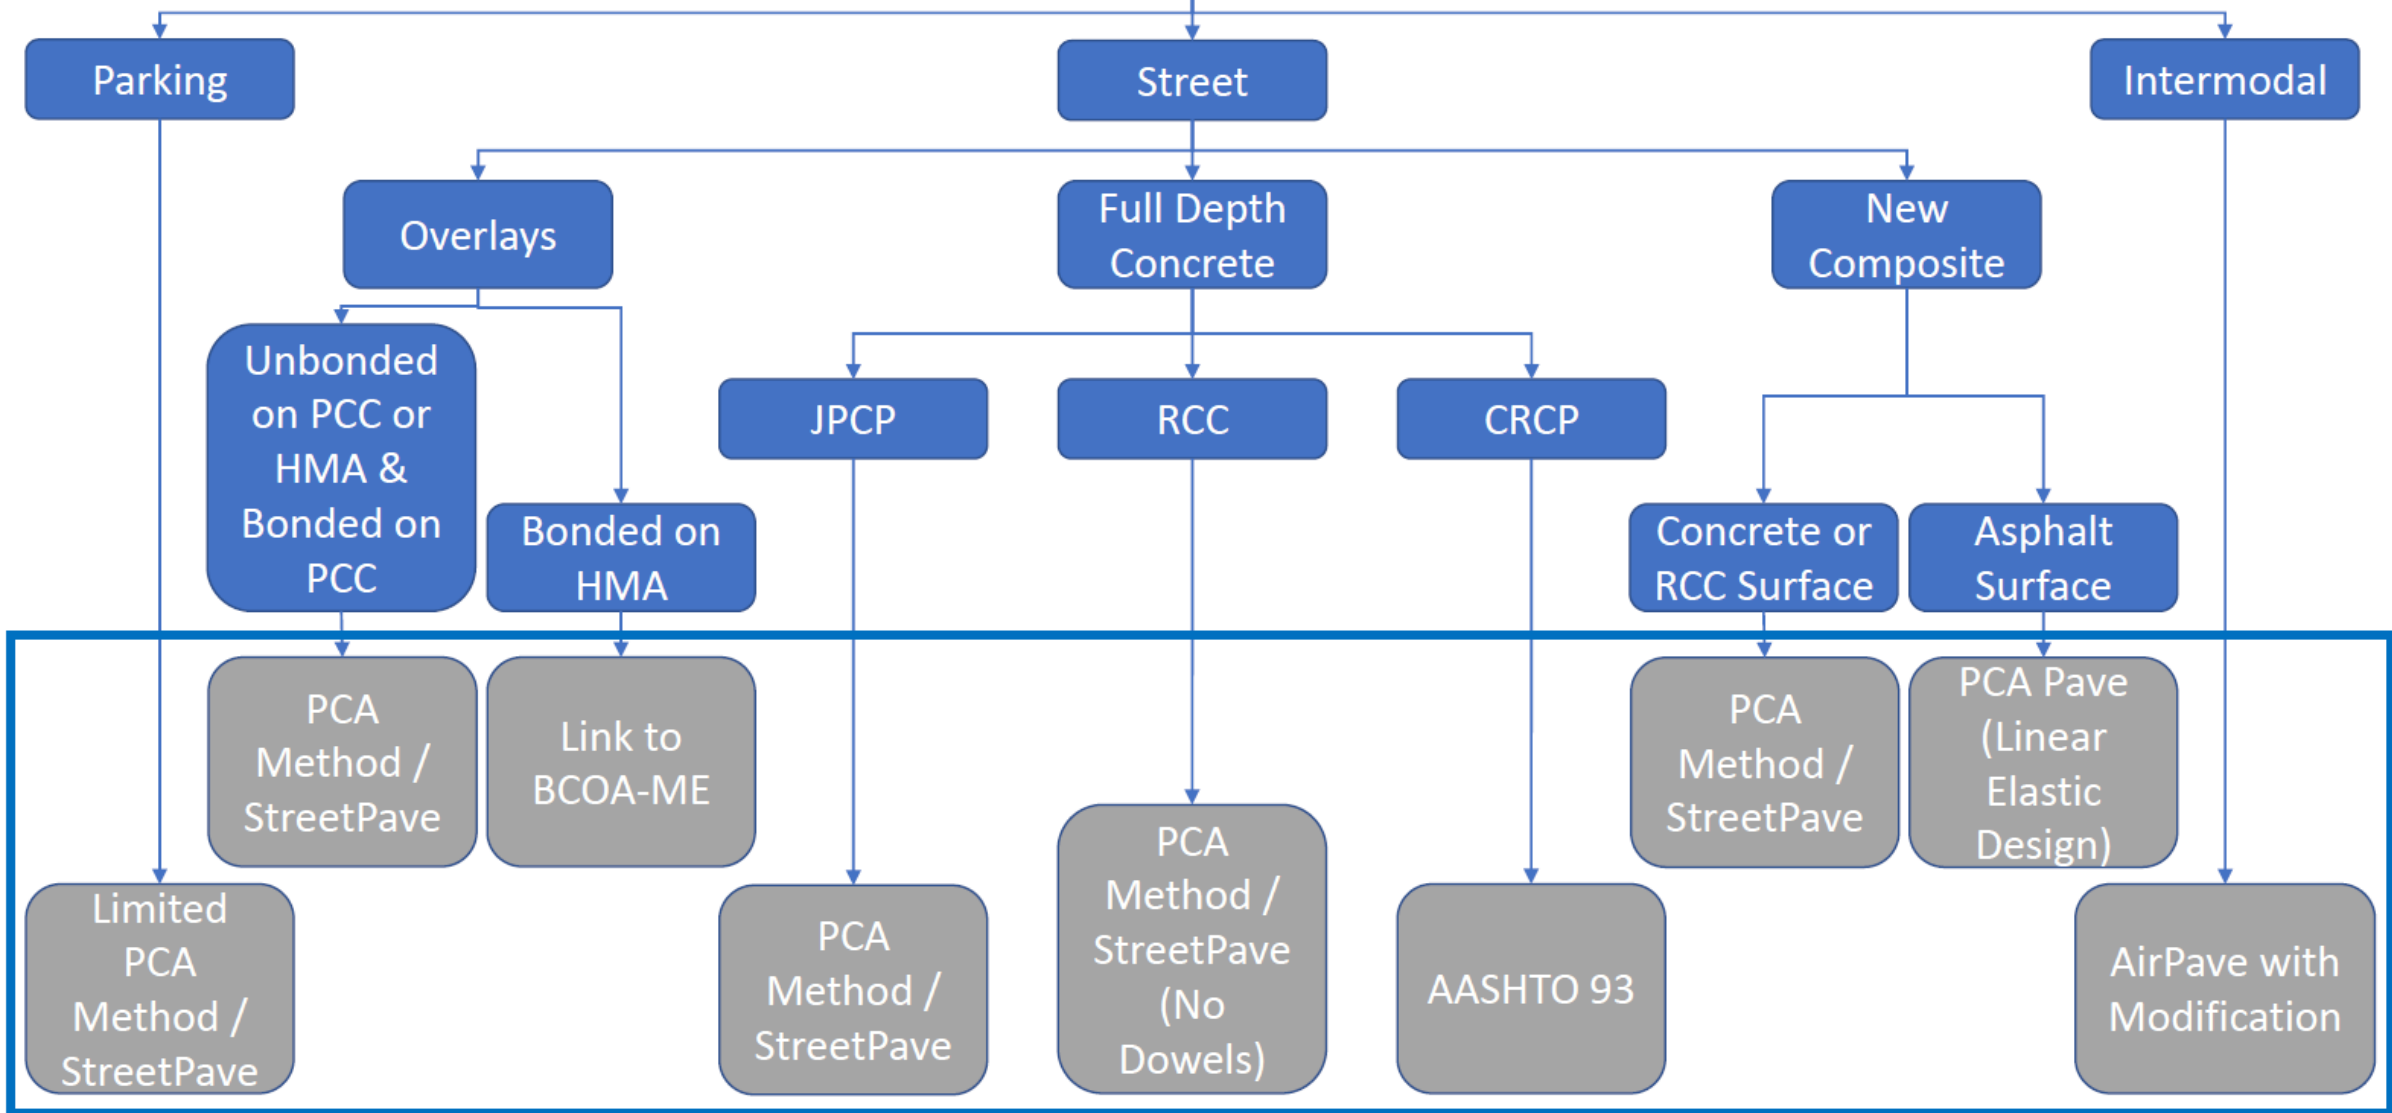 Parking
Street
Intermodal
Overlays
Full Depth
Concrete
New
Composite
Unbonded
on PCC or
HMA &
Bonded on
PCC
Bonded on
HMA
JPCP
RCC
CRCP
Concrete or
RCC Surface
Asphalt
Surface
PCA
Method /
StreetPave
Link to
BCOA-ME
PCA
Method /
StreetPave
PCA Pave
(Linear
Elastic
Design)
Limited
PCA
Method /
StreetPave
PCA
Method /
StreetPave
PCA
Method /
StreetPave
(No
Dowels)
AASHTO 93
AirPave with
Modification